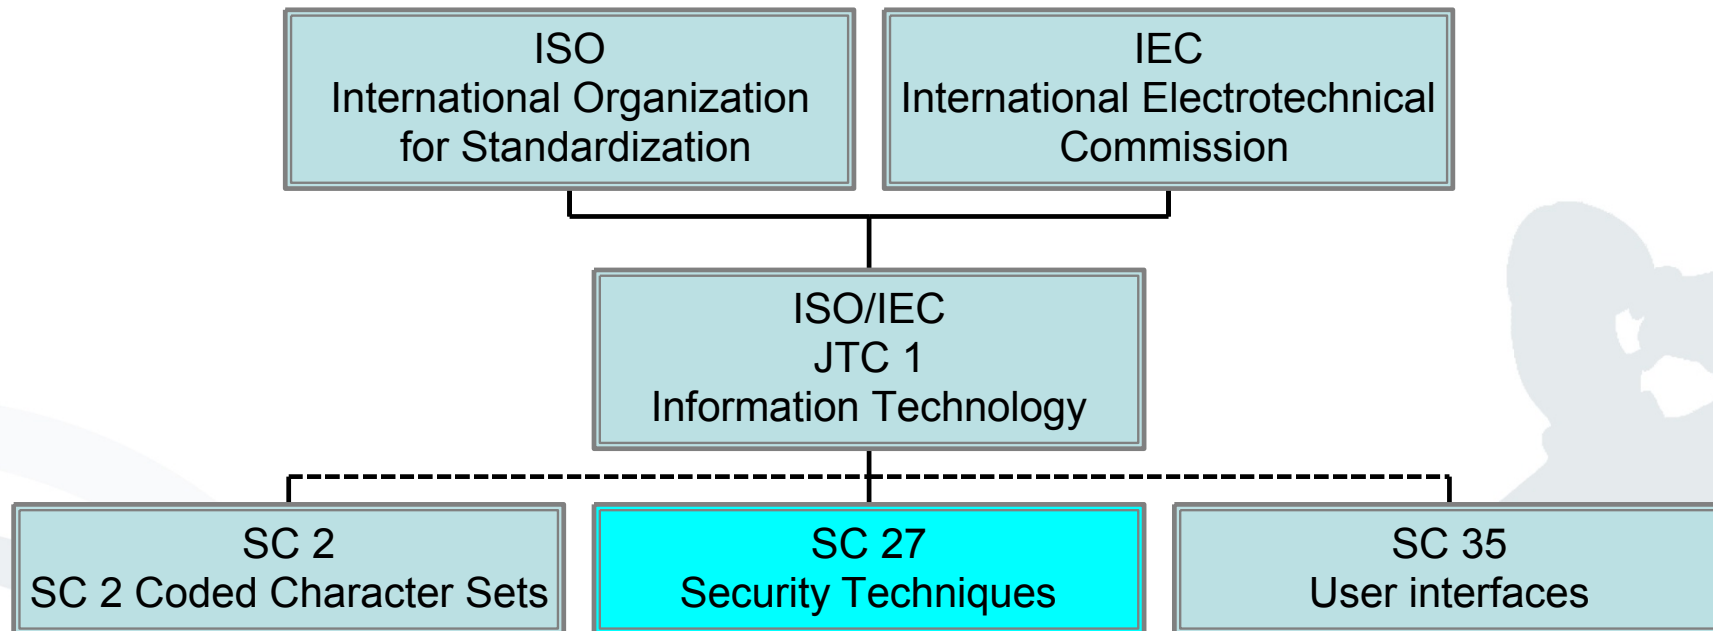 ISO
International Organization
for Standardization
IEC
International Electrotechnical
Commission
ISO/IEC
JTC 1
Information Technology
SC 2
SC 2 Coded Character Sets
SC 27
Security Techniques
SC 35
User interfaces